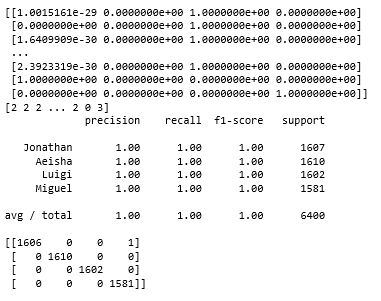 [[1.0015161e-29 0.0000000e+00 1.0000000e+00 0.0000000e+00]
[0.0000000e+00 0.0000000e+00 1.0000000e+00 0.0000000e+00]
[1.6409909e-30 0.0000000e+00 1.0000000e+00 0.0000000e+00]
...
[2.3923319e-30 0.0000000e+00 1.0000000e+00 0.0000000e+00]
[1.0000000e+00 0.0000000e+00 0.0000000e+00 0.0000000e+00]
[0.0000000e+00 0.0000000e+00 0.0000000e+00 1.0000000e+00]]
[2 2 2 ... 2 0 3]
precision recall f1-score support
Jonathan 1.00 1.00 1.00 1607
Aeisha 1.00 1.00 1.00 1610
Luigi 1.00 1.00 1.00 1602
Miguel 1.00 1.00 1.00 1581
avg / total 1.00 1.00 1.00 6400
[[1606 0 0 1]
[ 0 1610 0 0]
[ 0 0 1602 0]
[ 0 0 0 1581]]